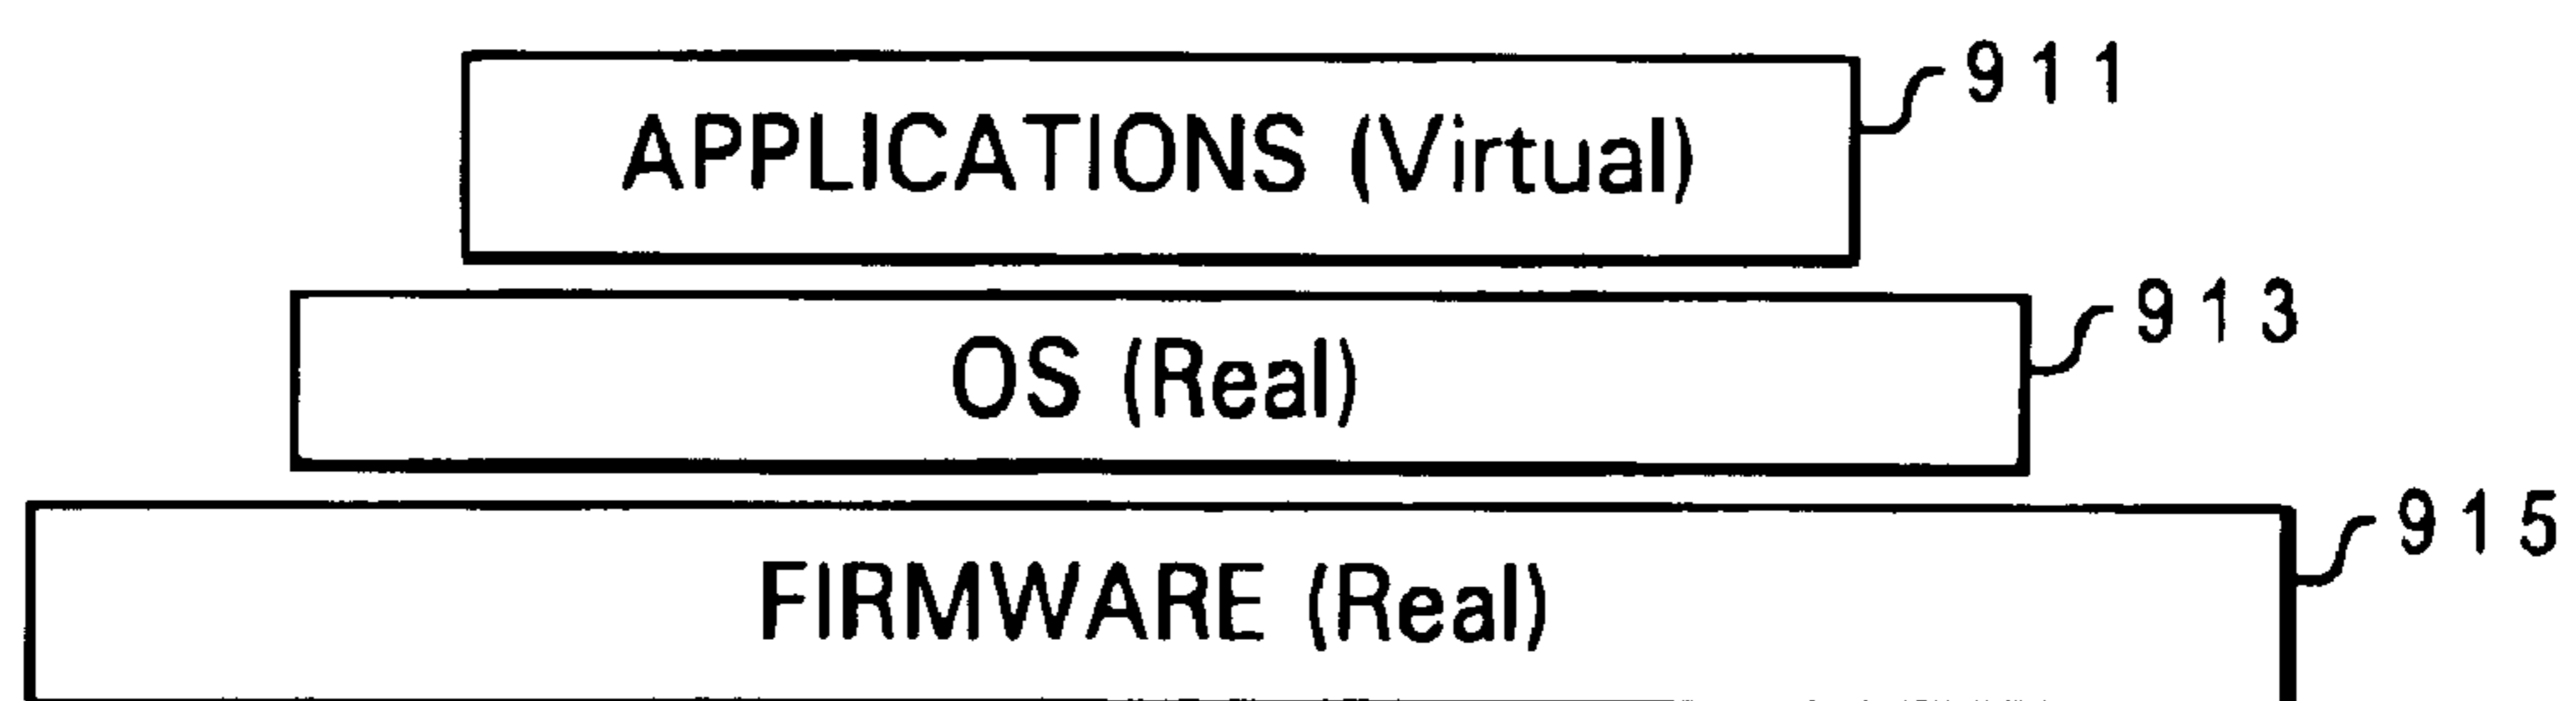 APPLICATIONS (Virtual)
911
OS (Real)
913
FIRMWARE (Real)
915